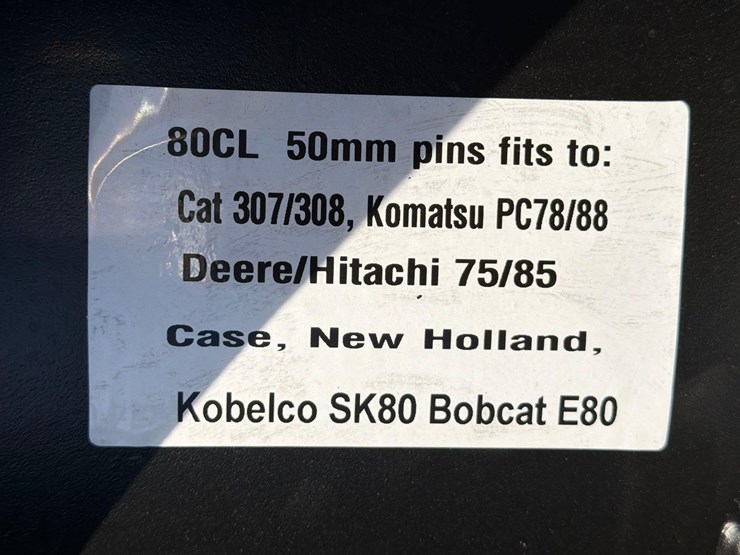 80CL 50mm pins fits to:
Cat 307/308, Komatsu PC78/88
Deere/Hitachi 75/85
Case, New Holland,
Kobelco SK80 Bobcat E80